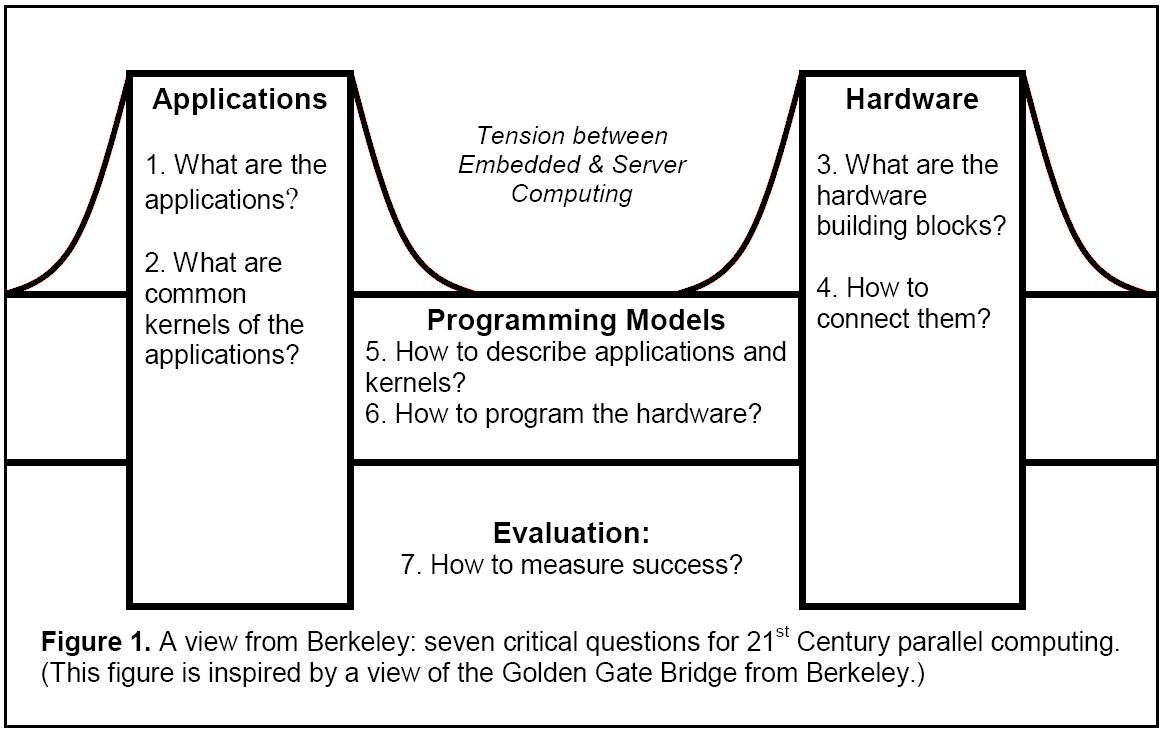 Applications
1. What are the
applications?
2. What are
common
kernels of the
applications?
Tension between
Embedded & Server
Computing
Hardware
3. What are the
hardware
building blocks?
4. How to
connect them?
Programming Models
5. How to describe applications and
kernels?
6. How to program the hardware?
Evaluation:
7. How to measure success?
Figure 1. A view from Berkeley: seven critical questions for 21st Century parallel computing.
(This figure is inspired by a view of the Golden Gate Bridge from Berkeley.)